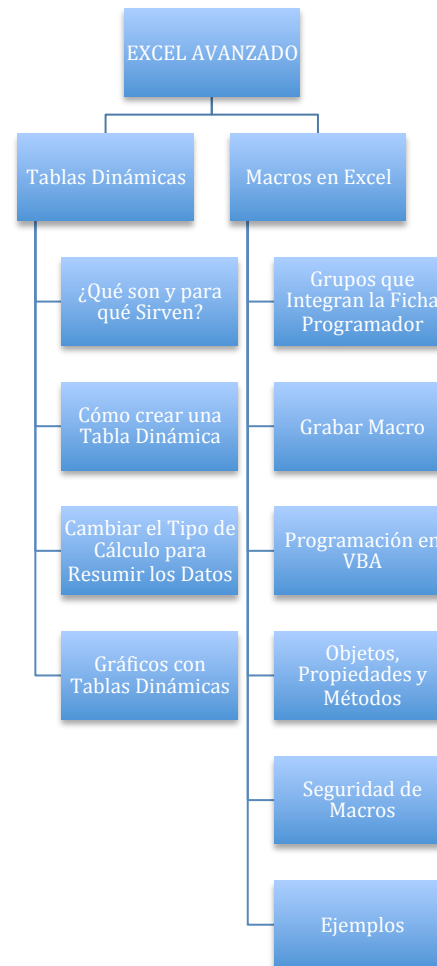 EXCEL AVANZADO
Tablas Dinámicas
¿Qué son y para
qué Sirven?
Cómo crear una
Tabla Dinámica
Cambiar el Tipo de
Cálculo para
Resumir los Datos
Gráficos con
Tablas Dinámicas
Macros en Excel
Grupos que
Integran la Ficha
Programador
Grabar Macro
Programación en
VBA
Objetos,
Propiedades y
Métodos
Seguridad de
Macros
Ejemplos